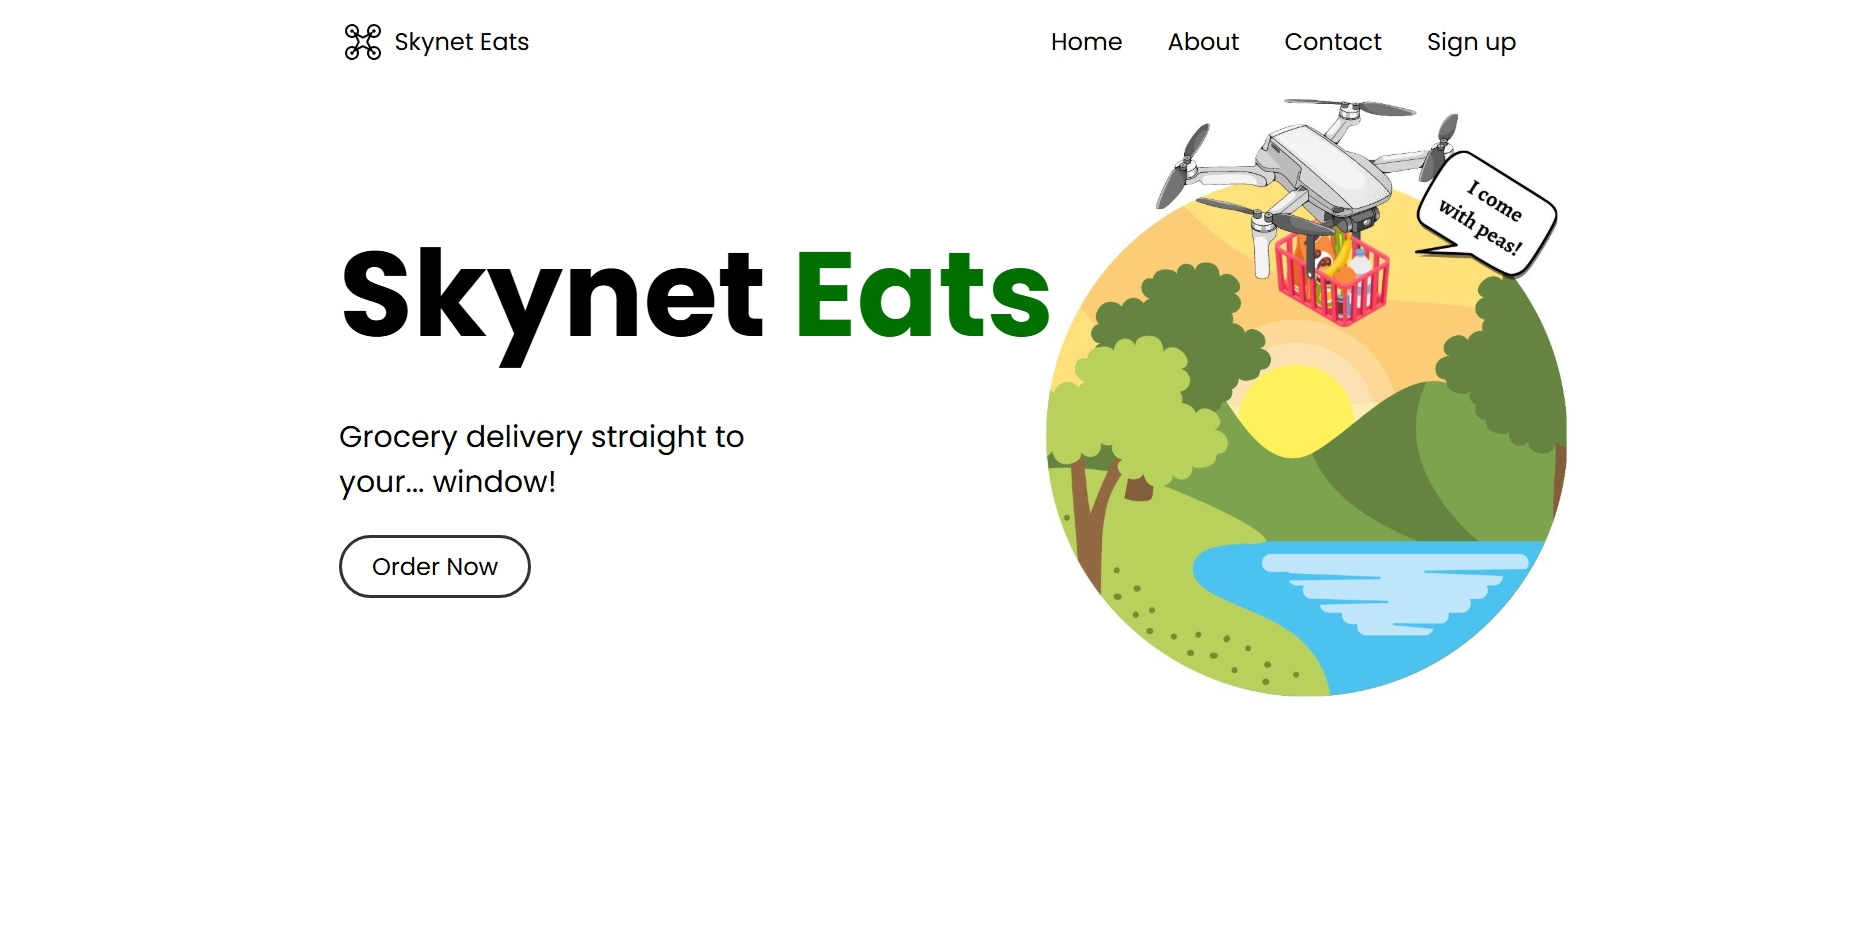 Skynet Eats
Home
About
Contact
Sign up
I come
with peas!
Skynet Eats
Grocery delivery straight to
your... window!
Order Now